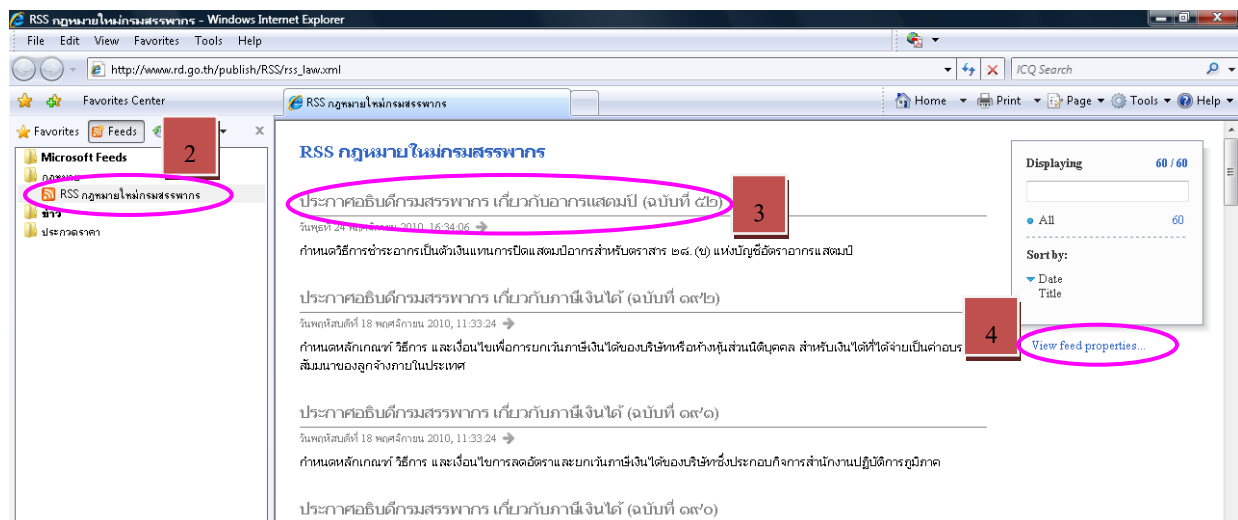 RSS กฎหมายใหม่กรมสรรพากร - Windows Internet Explorer
File Edit View Favorites Tools Help
http://www.rd.go.th/publish/RSS/rss_law.xml
ICQ Search
Favorites Center
RSS กฎหมายใหม่กรมสรรพากร
Home Print Page Tools Help
Favorites Feeds
2
Microsoft Feeds
กฎหมาย
RSS กฎหมายใหม่กรมสรรพากร
ข่าว
ประกวดราคา
RSS กฎหมายใหม่กรมสรรพากร
ประกาศอธิบดีกรมสรรพากร เกี่ยวกับอากรแสตมป์ (ฉบับที่ ๕๒)
3
วันพุธที่ 24 พฤศจิกายน 2010, 16:34:06
กำหนดวิธีการชำระอากรเป็นตัวเงินแทนการปิดแสตมป์อากรสำหรับตราสาร ๒๘. (ข) แห่งบัญชีอัตราอากรแสตมป์
ประกาศอธิบดีกรมสรรพากร เกี่ยวกับภาษีเงินได้ (ฉบับที่ ๑๙๒)
วันพฤหัสบดีที่ 18 พฤศจิกายน 2010, 11:33:24
กำหนดหลักเกณฑ์ วิธีการ และเงื่อนไขเพื่อการยกเว้นภาษีเงินได้ของบริษัทหรือห้างหุ้นส่วนนิติบุคคล สำหรับเงินได้ที่ได้จ่ายเป็นค่าอบร
สัมมนาของลูกจ้างภายในประเทศ
ประกาศอธิบดีกรมสรรพากร เกี่ยวกับภาษีเงินได้ (ฉบับที่ ๑๙๑)
วันพฤหัสบดีที่ 18 พฤศจิกายน 2010, 11:33:24
กำหนดหลักเกณฑ์ วิธีการ และเงื่อนไขการลดอัตราและยกเว้นภาษีเงินได้ของบริษัทซึ่งประกอบกิจการสำนักงานปฏิบัติการภูมิภาค
ประกาศอธิบดีกรมสรรพากร เกี่ยวกับภาษีเงินได้ (ฉบับที่ ๑๙๐)
Displaying 60 / 60
All 60
Sort by:
Date
Title
4
View feed properties...